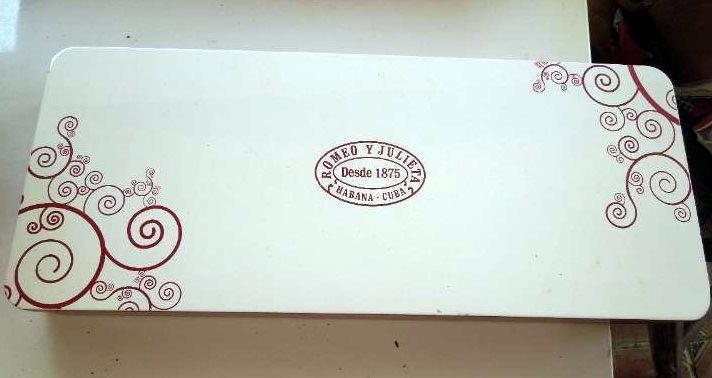 ROMEO Y JULIETA
Desde 1875
HABANA - CUBA